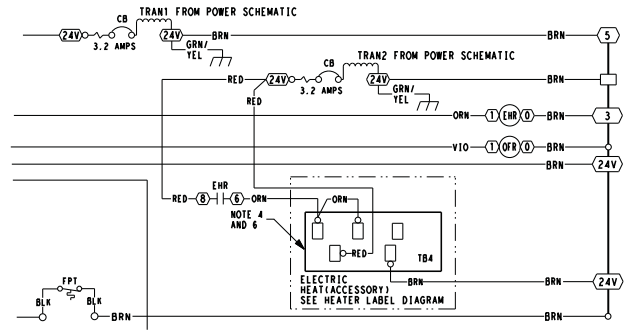 TRAN1 FROM POWER SCHEMATIC
CB
24V
3.2 AMPS
24V
BRN
BRN
5
GRN/
YEL
TRAN2 FROM POWER SCHEMATIC
CB
RED
24V
3.2 AMPS
24V
BRN
RED
GRN/
YEL
ORN
1
EHR
0
BRN
3
VIO
1
OFR
0
BRN
BRN
24V
EHR
RED
8
6
ORN
ORN
NOTE 4
AND 6
RED
TB4
ELECTRIC
HEAT(ACCESSORY)
SEE HEATER LABEL DIAGRAM
BRN
BRN
24V
FPT
BLK
BLK
BRN
BRN